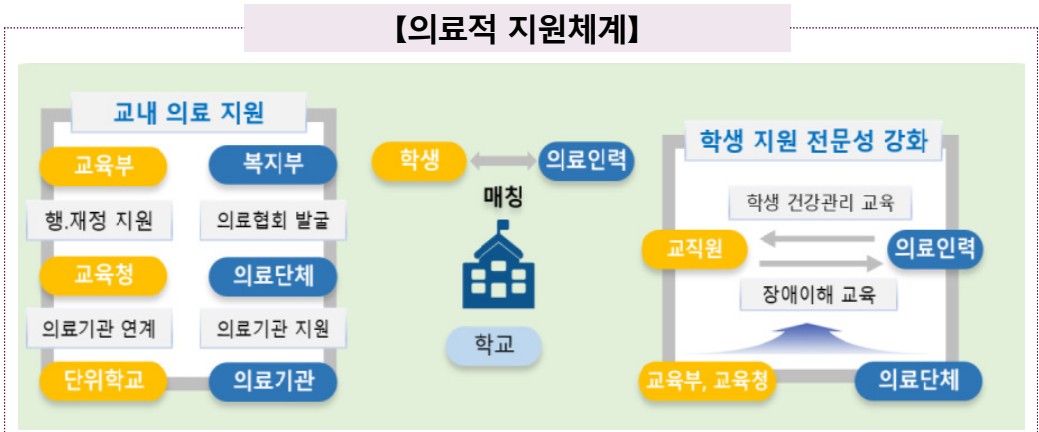 【의료적 지원체계】
교내 의료 지원
교육부
복지부
행.재정 지원
의료협회 발굴
교육청
의료단체
의료기관 연계
의료기관 지원
단위학교
의료기관
학생
의료인력
매칭
학교
학생 지원 전문성 강화
학생 건강관리 교육
교직원
의료인력
장애이해 교육
교육부, 교육청
의료단체